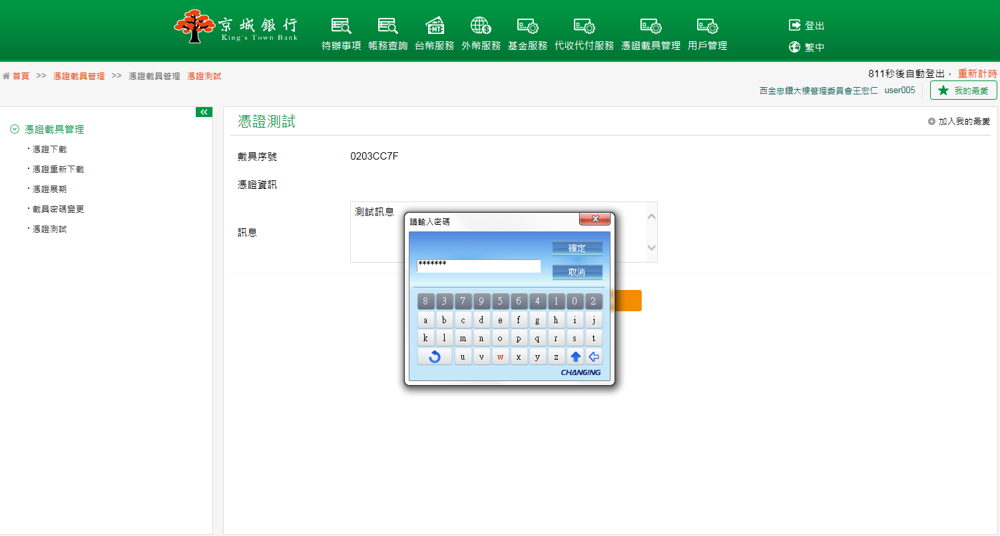 京城銀行
King's Town Bank
待辦事項 帳務查詢 台幣服務 外幣服務 基金服務 代收代付服務 憑證載具管理 用戶管理
NT
登出
繁中
首頁 >> 憑證載具管理 >> 憑證載具管理 憑證測試
811秒後自動登出， 重新計時
西金忠鑽大樓管理委員會王宏仁 user005
我的最愛
憑證載具管理
憑證下載
憑證重新下載
憑證展期
載具密碼變更
憑證測試
憑證測試
加入我的最愛
戴具序號 0203CC7F
憑證資訊
訊息
測試訊息
請輸入密碼
確定
*******
取消
8 3 7 9 5 6 4 1 0 2
a b c d e f g h i j
k l m n o p q r s t
u v w x y z
CHANGING